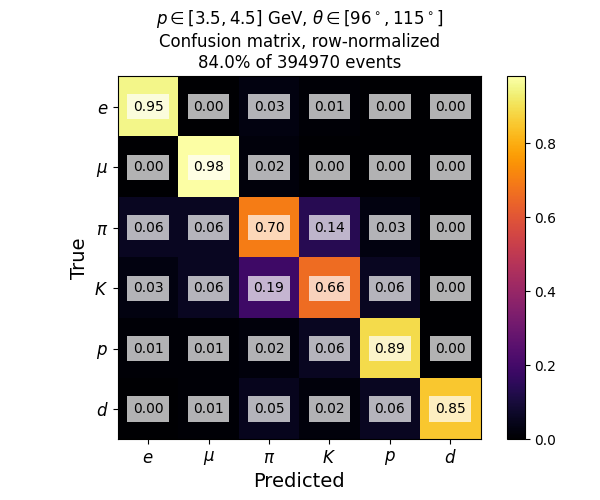 p ∈ [3.5, 4.5] GeV, θ ∈ [96°, 115°]
Confusion matrix, row-normalized
84.0% of 394970 events
e 0.95 0.00 0.03 0.01 0.00 0.00
μ 0.00 0.98 0.02 0.00 0.00 0.00
π 0.06 0.06 0.70 0.14 0.03 0.00
K 0.03 0.06 0.19 0.66 0.06 0.00
p 0.01 0.01 0.02 0.06 0.89 0.00
d 0.00 0.01 0.05 0.02 0.06 0.85
e μ π K p d
True
Predicted
0.8
0.6
0.4
0.2
0.0